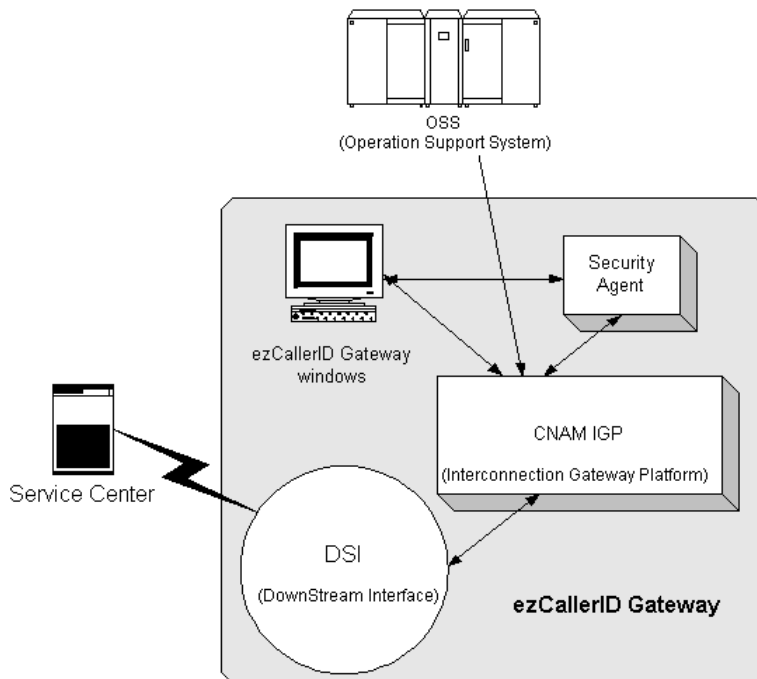 OSS
(Operation Support System)
Security
Agent
ezCallerID Gateway
windows
CNAM IGP
(Interconnection Gateway Platform)
Service Center
DSI
(DownStream Interface)
ezCallerID Gateway